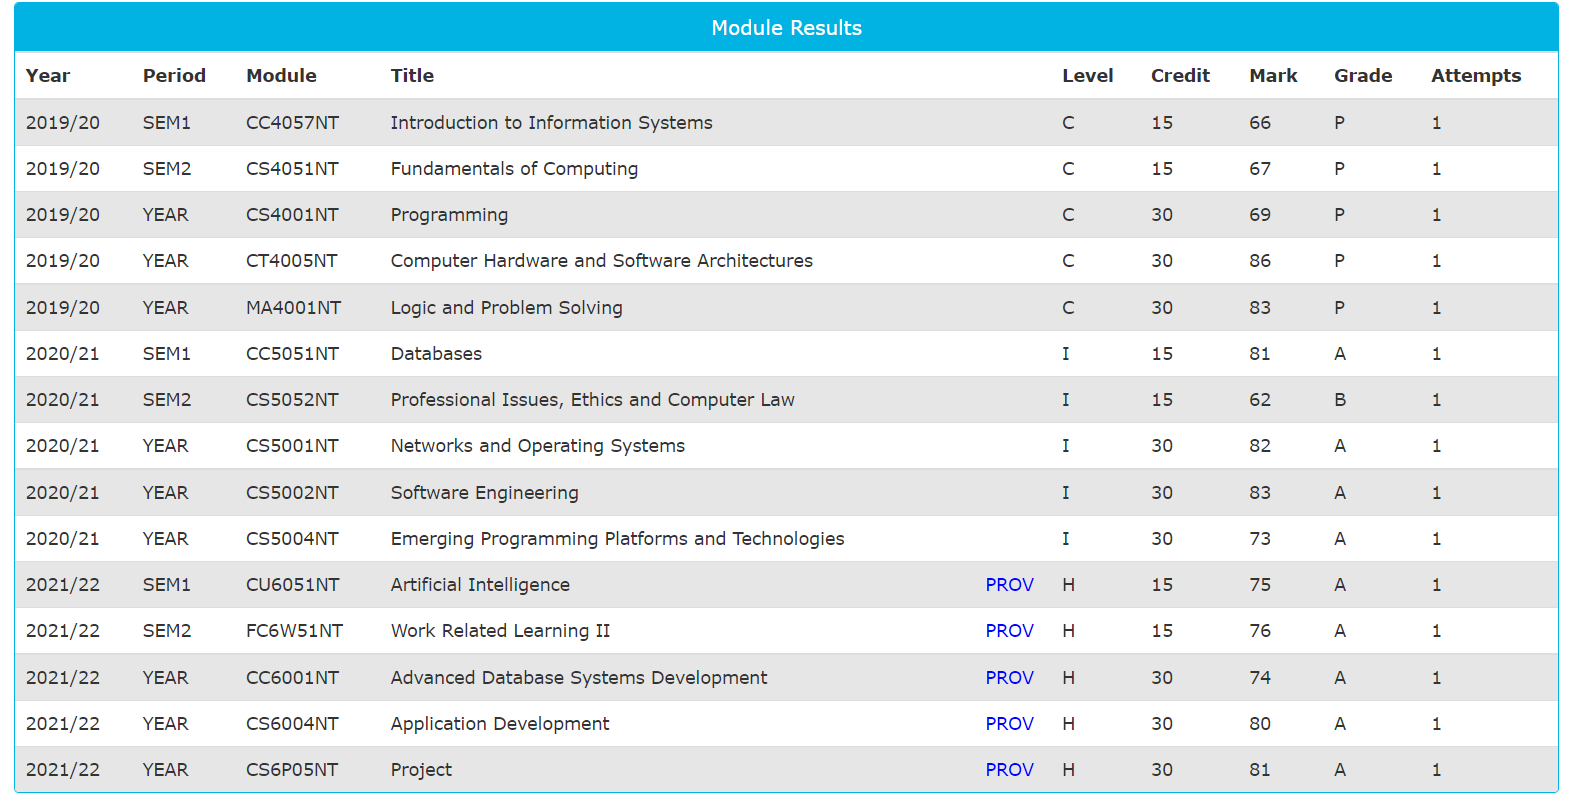 Module Results
Year Period Module Title Level Credit Mark Grade Attempts
2019/20 SEM1 CC4057NT Introduction to Information Systems C 15 66 P 1
2019/20 SEM2 CS4051NT Fundamentals of Computing C 15 67 P 1
2019/20 YEAR CS4001NT Programming C 30 69 P 1
2019/20 YEAR CT4005NT Computer Hardware and Software Architectures C 30 86 P 1
2019/20 YEAR MA4001NT Logic and Problem Solving C 30 83 P 1
2020/21 SEM1 CC5051NT Databases I 15 81 A 1
2020/21 SEM2 CS5052NT Professional Issues, Ethics and Computer Law I 15 62 B 1
2020/21 YEAR CS5001NT Networks and Operating Systems I 30 82 A 1
2020/21 YEAR CS5002NT Software Engineering I 30 83 A 1
2020/21 YEAR CS5004NT Emerging Programming Platforms and Technologies I 30 73 A 1
2021/22 SEM1 CU6051NT Artificial Intelligence PROV H 15 75 A 1
2021/22 SEM2 FC6W51NT Work Related Learning II PROV H 15 76 A 1
2021/22 YEAR CC6001NT Advanced Database Systems Development PROV H 30 74 A 1
2021/22 YEAR CS6004NT Application Development PROV H 30 80 A 1
2021/22 YEAR CS6P05NT Project PROV H 30 81 A 1